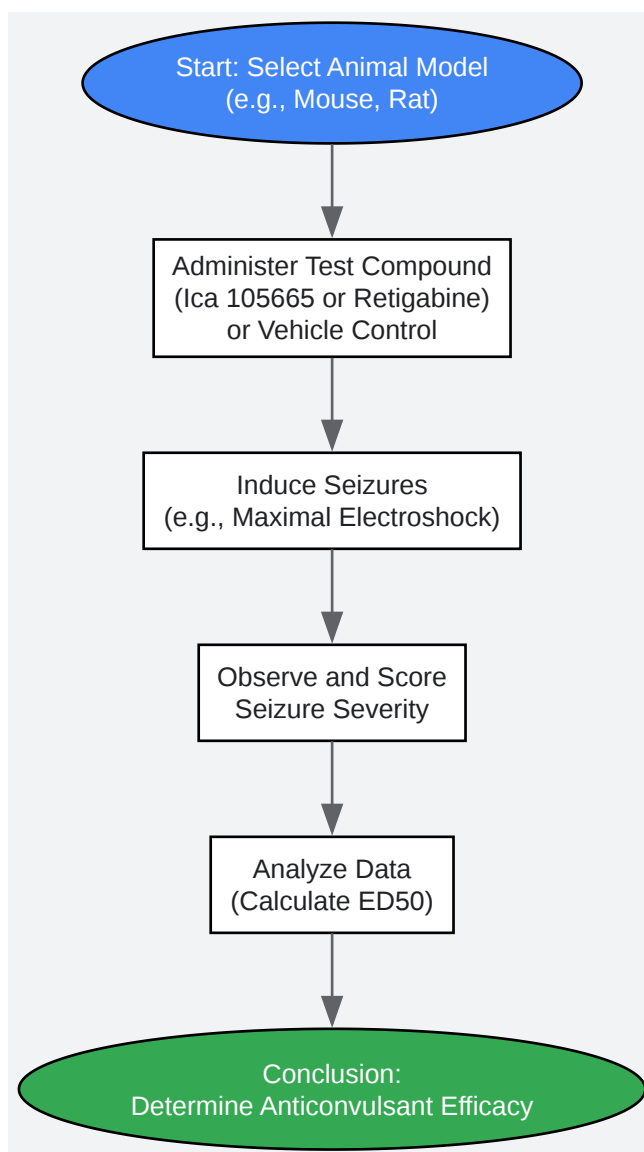 Start: Select Animal Model
(e.g., Mouse, Rat)
Administer Test Compound
(Ica 105665 or Retigabine)
or Vehicle Control
Induce Seizures
(e.g., Maximal Electroshock)
Observe and Score
Seizure Severity
Analyze Data
(Calculate ED50)
Conclusion:
Determine Anticonvulsant Efficacy